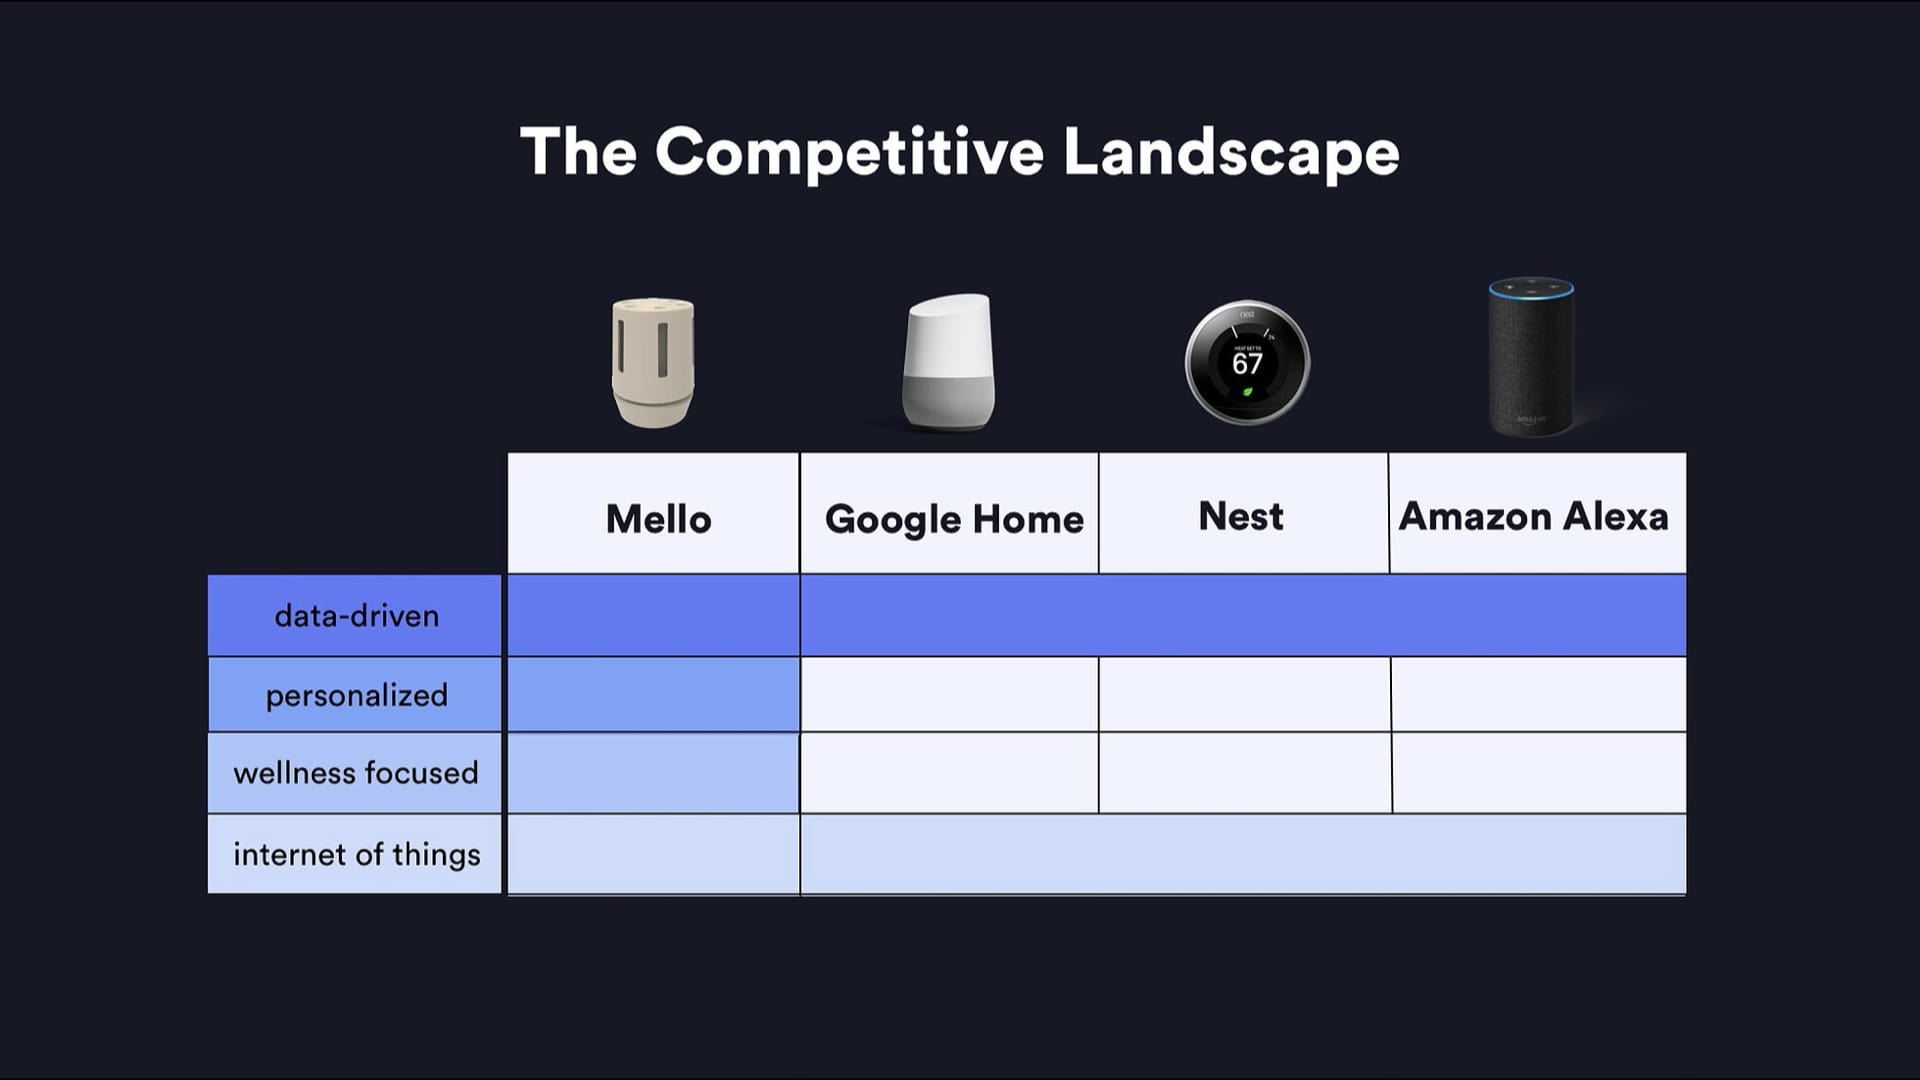 The Competitive Landscape
nest
74
HEAT SET TO
67
amazon
Mello
Google Home
Nest
Amazon Alexa
data-driven
personalized
wellness focused
internet of things